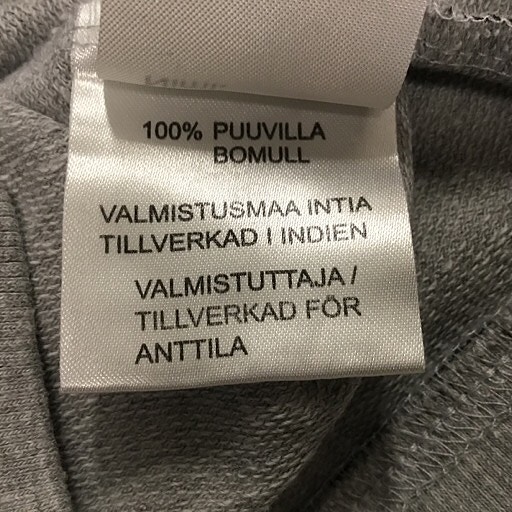 100% PUUVILLA
BOMULL
VALMISTUSMAA INTIA
TILLVERKAD I INDIEN
VALMISTUTTAJA /
TILLVERKAD FÖR
ANTTILA